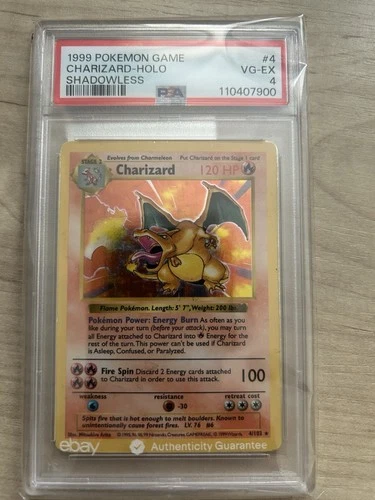 1999 POKEMON GAME #4
CHARIZARD-HOLO VG-EX
SHADOWLESS 4
PSA 110407900
STAGE 2 Evolves from Charmeleon Put Charizard on the Stage 1 card
Charizard 120 HP
Flame Pokémon. Length: 5' 7", Weight: 200 lbs.
Pokémon Power: Energy Burn As often as you
like during your turn (before your attack), you may turn
all Energy attached to Charizard into Energy for
the rest of the turn. This power can't be used if Charizard
is Asleep, Confused, or Paralyzed.
Fire Spin Discard 2 Energy cards attached
to Charizard in order to use this attack. 100
weakness resistance retreat cost
-30
Spits fire that is hot enough to melt boulders. Known to
unintentionally cause forest fires. LV. 76 #6
Illus. Mitsuhiro Arita 4/102
ebay Authenticity Guarantee